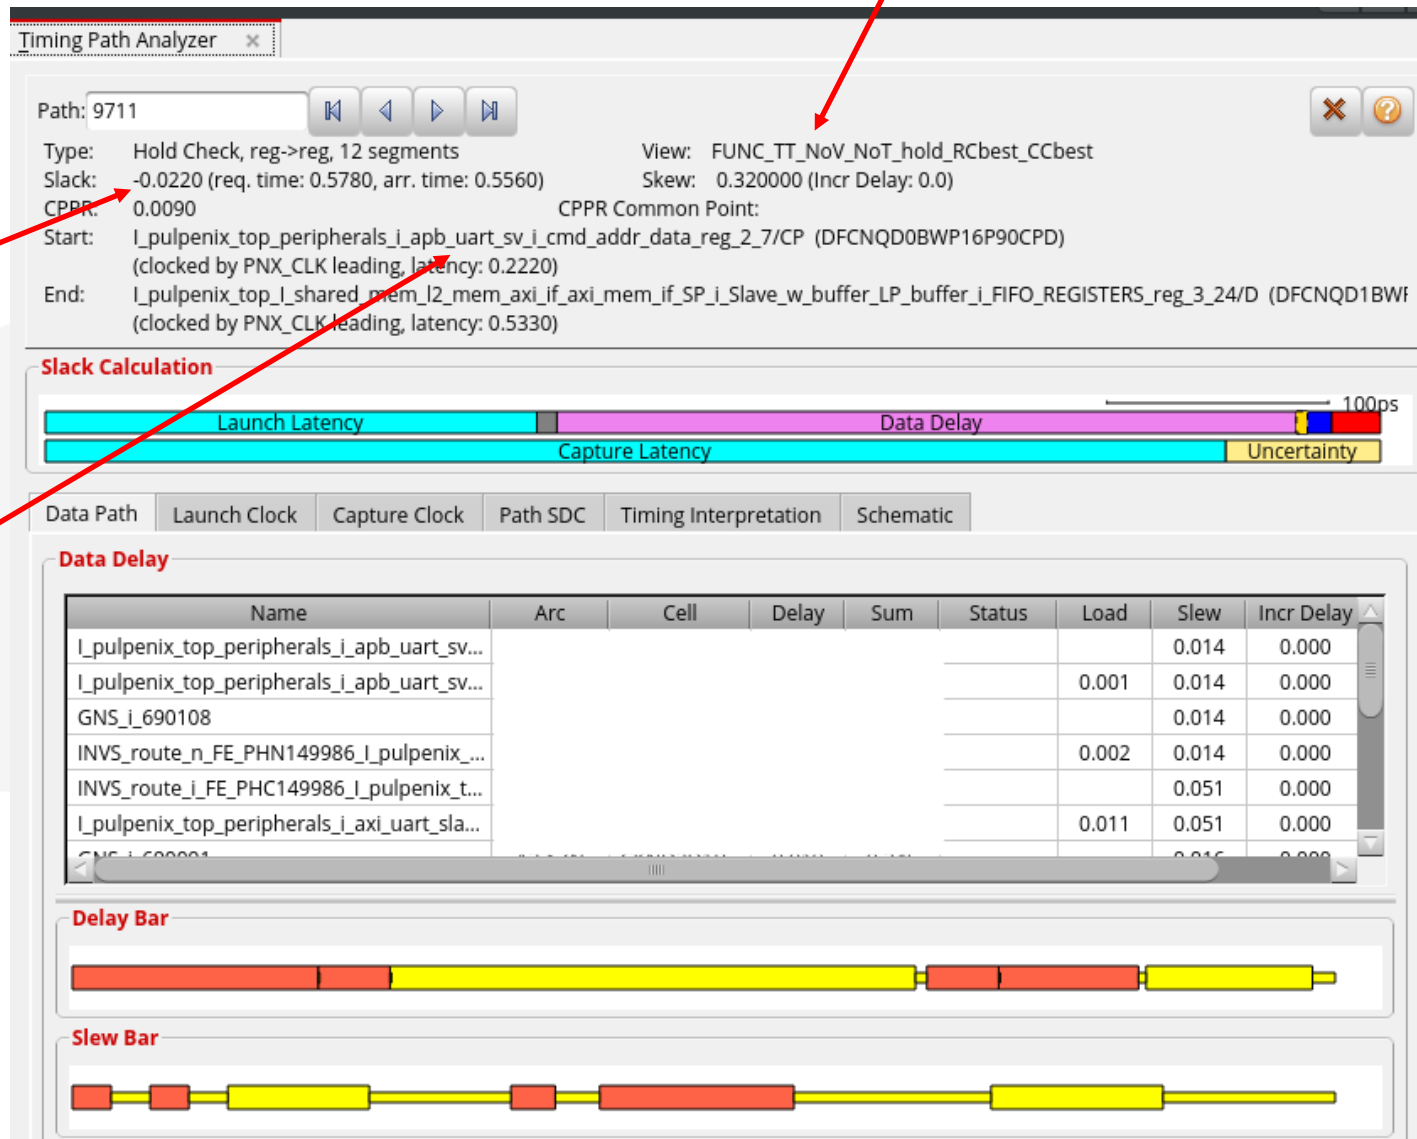 Timing Path Analyzer ×
Path: 9711
Type: Hold Check, reg->reg, 12 segments View: FUNC_TT_NoV_NoT_hold_RCbest_CCbest
Slack: -0.0220 (req. time: 0.5780, arr. time: 0.5560) Skew: 0.320000 (Incr Delay: 0.0)
CPPR: 0.0090 CPPR Common Point:
Start: I_pulpenix_top_peripherals_i_apb_uart_sv_i_cmd_addr_data_reg_2_7/CP (DFCNQD0BWP16P90CPD)
(clocked by PNX_CLK leading, latency: 0.2220)
End: I_pulpenix_top_I_shared_mem_l2_mem_axi_if_axi_mem_if_SP_i_Slave_w_buffer_LP_buffer_i_FIFO_REGISTERS_reg_3_24/D (DFCNQD1BWF
(clocked by PNX_CLK leading, latency: 0.5330)
Slack Calculation
100ps
Launch Latency Data Delay
Capture Latency Uncertainty
Data Path Launch Clock Capture Clock Path SDC Timing Interpretation Schematic
Data Delay
Name Arc Cell Delay Sum Status Load Slew Incr Delay
I_pulpenix_top_peripherals_i_apb_uart_sv... 0.014 0.000
I_pulpenix_top_peripherals_i_apb_uart_sv... 0.001 0.014 0.000
GNS_i_690108 0.014 0.000
INVS_route_n_FE_PHN149986_I_pulpenix_... 0.002 0.014 0.000
INVS_route_i_FE_PHC149986_I_pulpenix_t... 0.051 0.000
I_pulpenix_top_peripherals_i_axi_uart_sla... 0.011 0.051 0.000
Delay Bar
Slew Bar